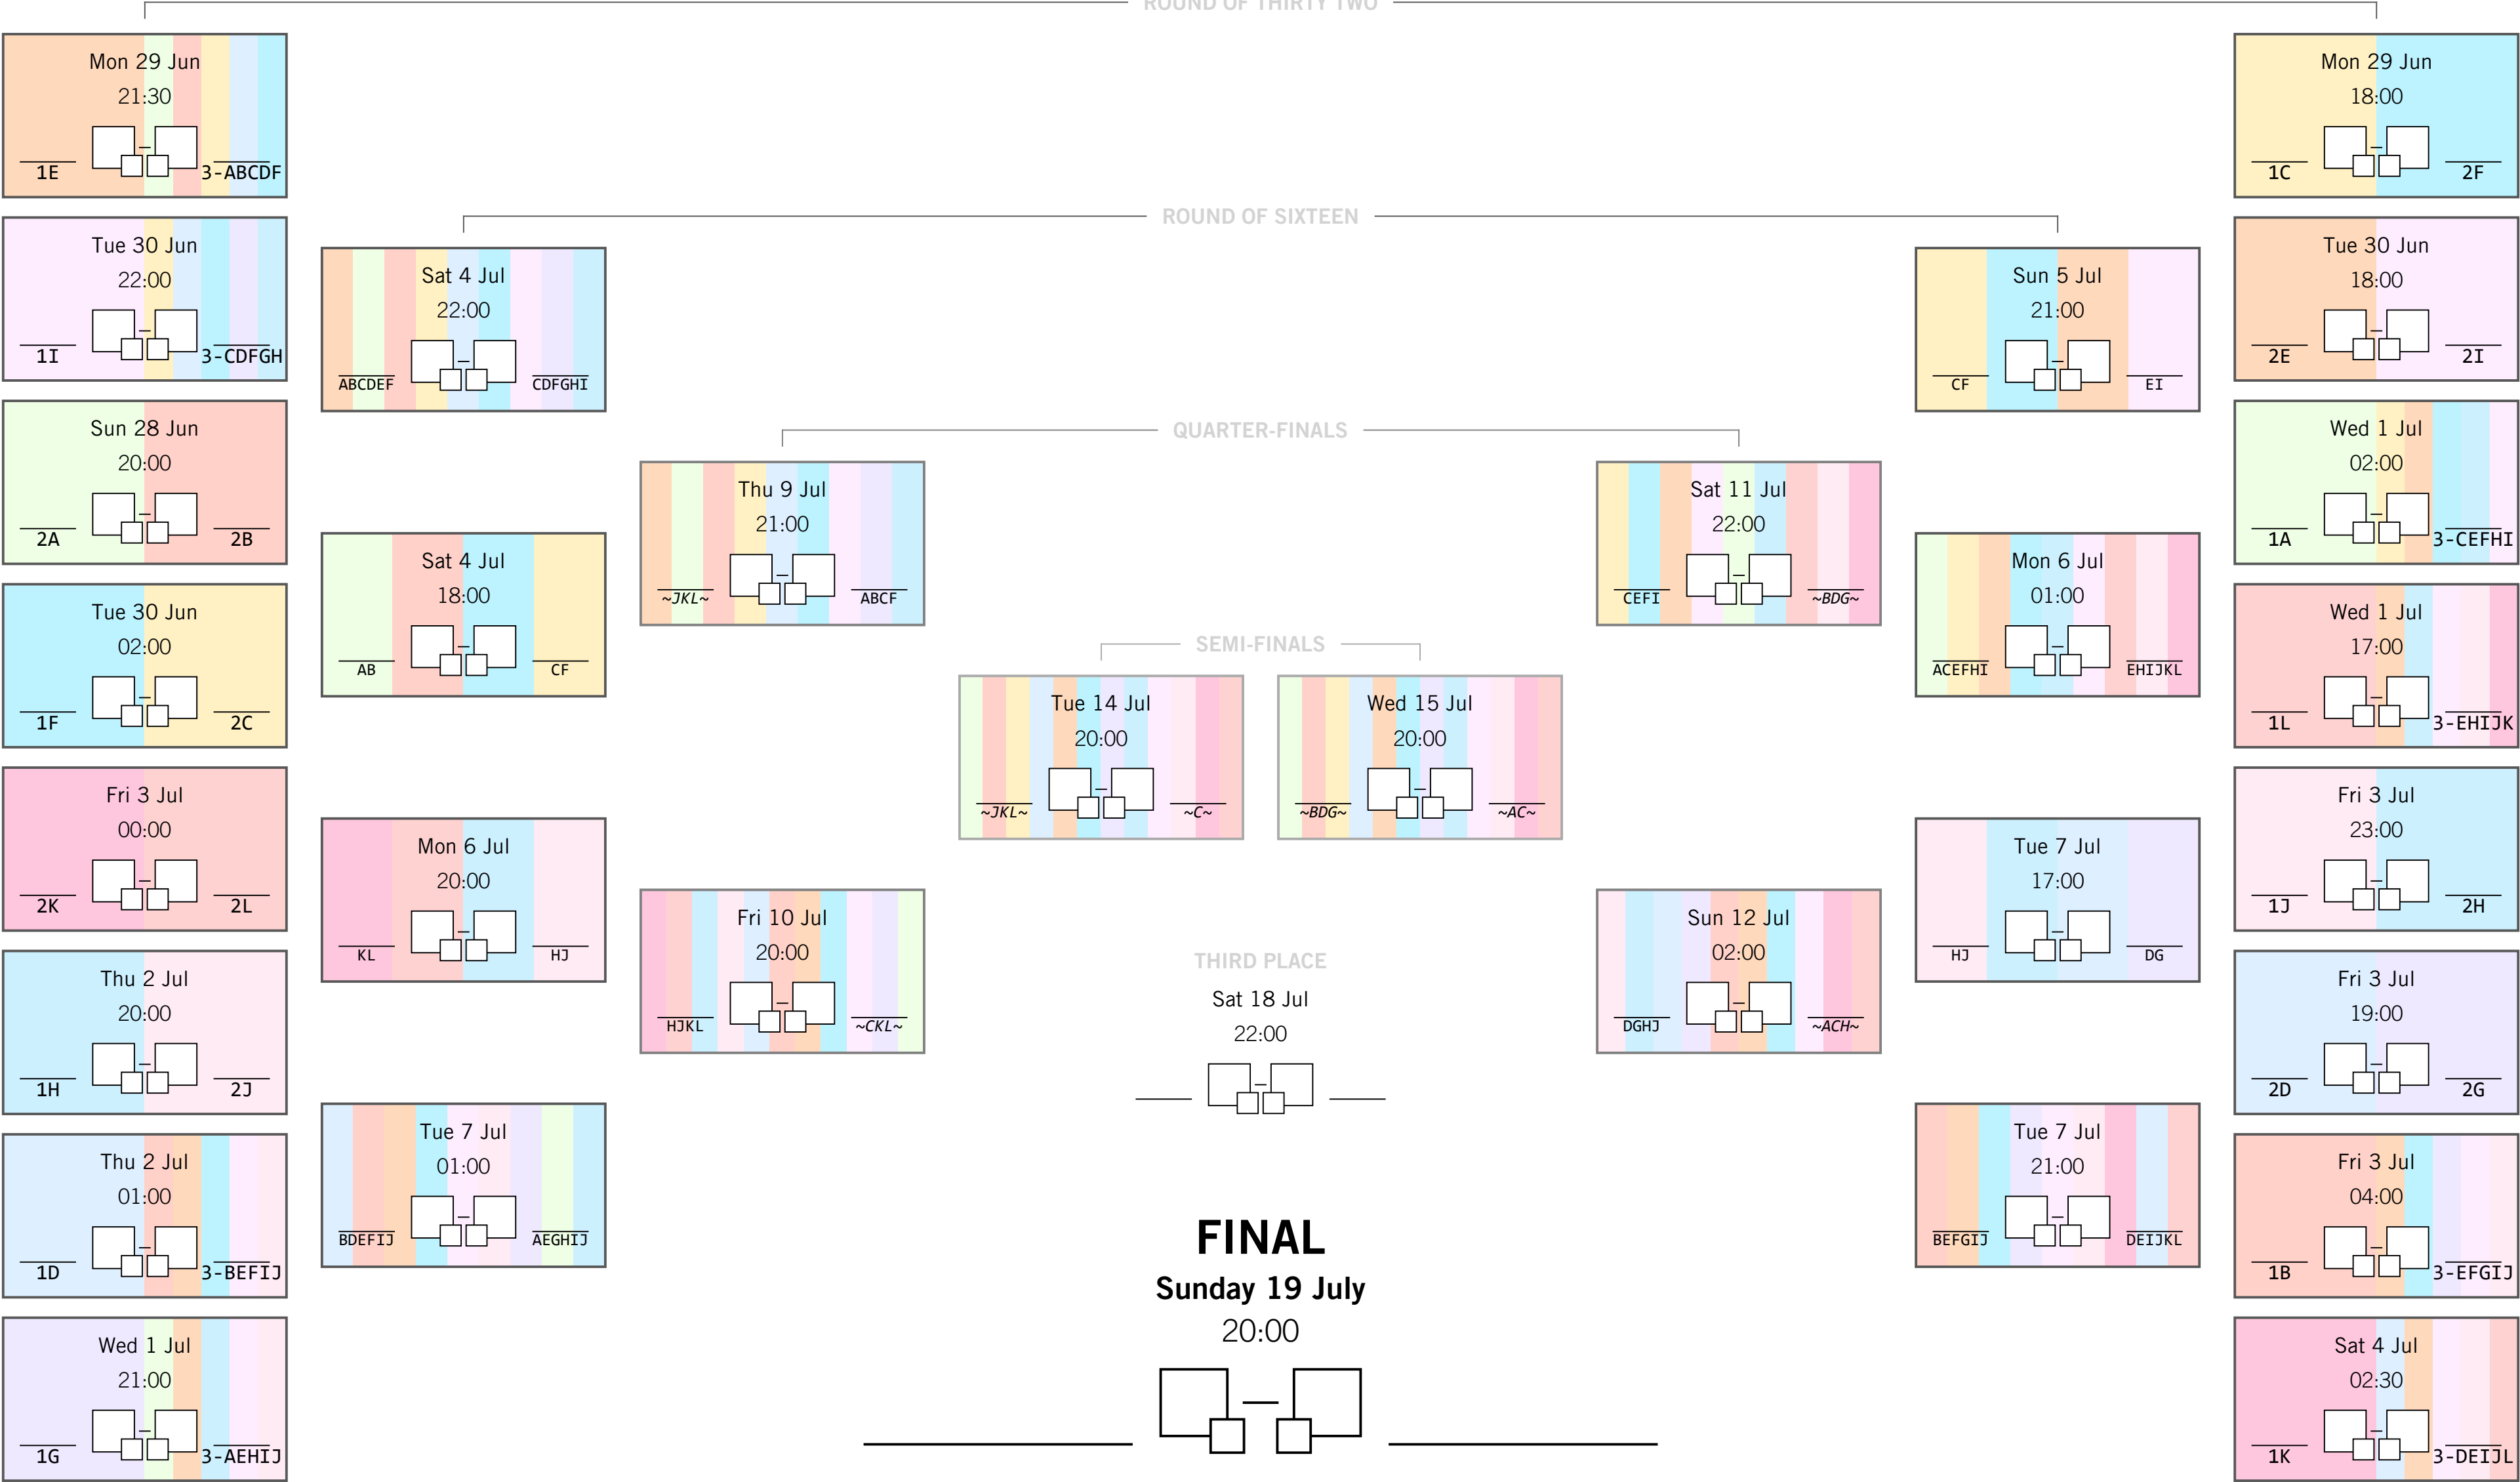 ROUND OF THIRTY TWO
Mon 29 Jun
21:30
1E
3-ABCDF
Tue 30 Jun
22:00
1I
3-CDFGH
Sun 28 Jun
20:00
2A
2B
Tue 30 Jun
02:00
1F
2C
Fri 3 Jul
00:00
2K
2L
Thu 2 Jul
20:00
1H
2J
Thu 2 Jul
01:00
1D
3-BEFIJ
Wed 1 Jul
21:00
1G
3-AEHIJ
ROUND OF SIXTEEN
Sat 4 Jul
22:00
ABCDEF
CDFGHI
Sat 4 Jul
18:00
AB
CF
Mon 6 Jul
20:00
KL
HJ
Tue 7 Jul
01:00
BDEFIJ
AEGHIJ
QUARTER-FINALS
Thu 9 Jul
21:00
~JKL~
ABCF
Fri 10 Jul
20:00
HJKL
~CKL~
SEMI-FINALS
Tue 14 Jul
20:00
~JKL~
~C~
Wed 15 Jul
20:00
~BDG~
~AC~
THIRD PLACE
Sat 18 Jul
22:00
FINAL
Sunday 19 July
20:00
Sat 11 Jul
22:00
CEFI
~BDG~
Sun 12 Jul
02:00
DGHJ
~ACH~
Sun 5 Jul
21:00
CF
EI
Mon 6 Jul
01:00
ACEFHI
EHIJKL
Tue 7 Jul
17:00
HJ
DG
Tue 7 Jul
21:00
BEFGIJ
DEIJKL
Mon 29 Jun
18:00
1C
2F
Tue 30 Jun
18:00
2E
2I
Wed 1 Jul
02:00
1A
3-CEFHI
Wed 1 Jul
17:00
1L
3-EHIJK
Fri 3 Jul
23:00
1J
2H
Fri 3 Jul
19:00
2D
2G
Fri 3 Jul
04:00
1B
3-EFGIJ
Sat 4 Jul
02:30
1K
3-DEIJL